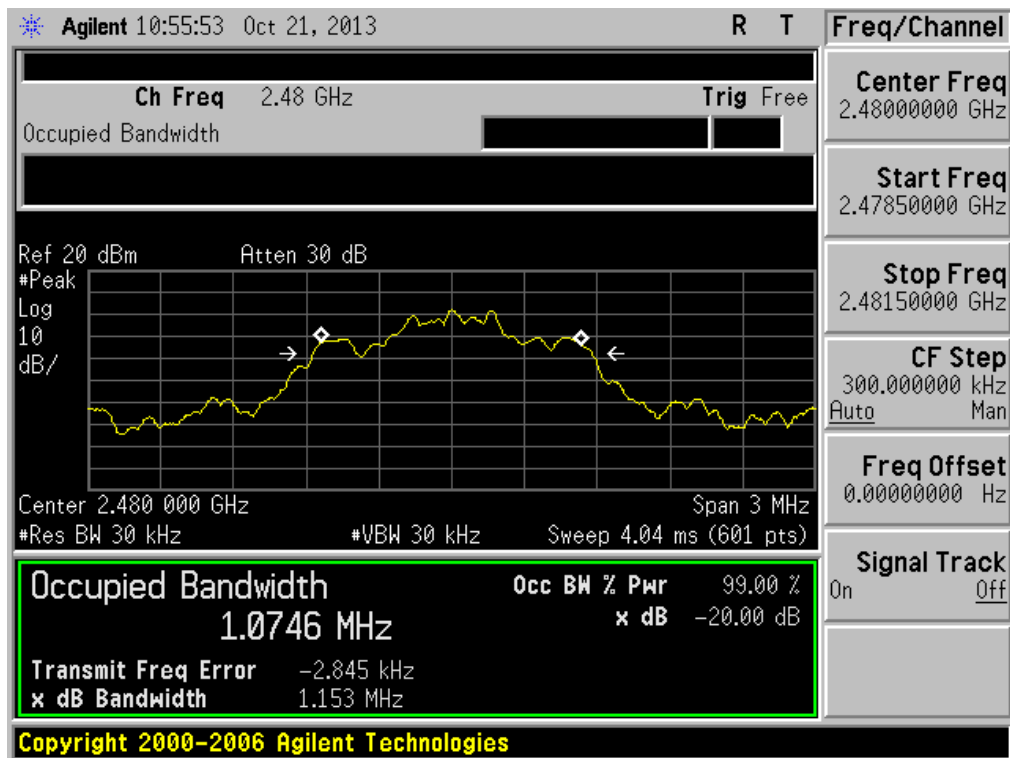 Agilent 10:55:53 Oct 21, 2013 R T
Freq/Channel
Ch Freq 2.48 GHz Trig Free
Occupied Bandwidth
Center Freq
2.48000000 GHz
Start Freq
2.47850000 GHz
Stop Freq
2.48150000 GHz
CF Step
300.000000 kHz
Auto Man
Freq Offset
0.00000000 Hz
Signal Track
On Off
Ref 20 dBm Atten 30 dB
#Peak
Log
10
dB/
Center 2.480 000 GHz Span 3 MHz
#Res BW 30 kHz #VBW 30 kHz Sweep 4.04 ms (601 pts)
Occupied Bandwidth Occ BW % Pwr 99.00 %
1.0746 MHz x dB -20.00 dB
Transmit Freq Error -2.845 kHz
x dB Bandwidth 1.153 MHz
Copyright 2000-2006 Agilent Technologies